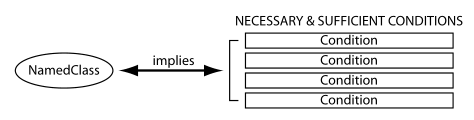 NECESSARY & SUFFICIENT CONDITIONS
NamedClass
implies
Condition
Condition
Condition
Condition